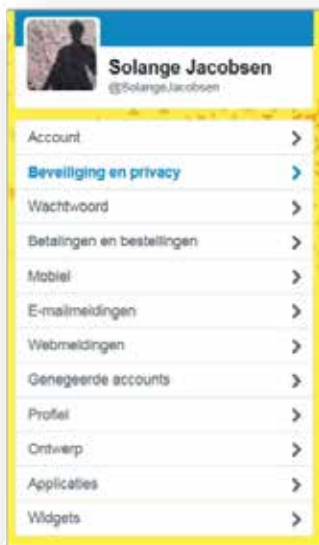 Solange Jacobsen
@SolangeJacobsen
Account
Beveiliging en privacy
Wachtwoord
Betalingen en bestellingen
Mobiel
E-mailmeldingen
Webmeldingen
Genegeerde accounts
Profiel
Ontwerp
Applicaties
Widgets